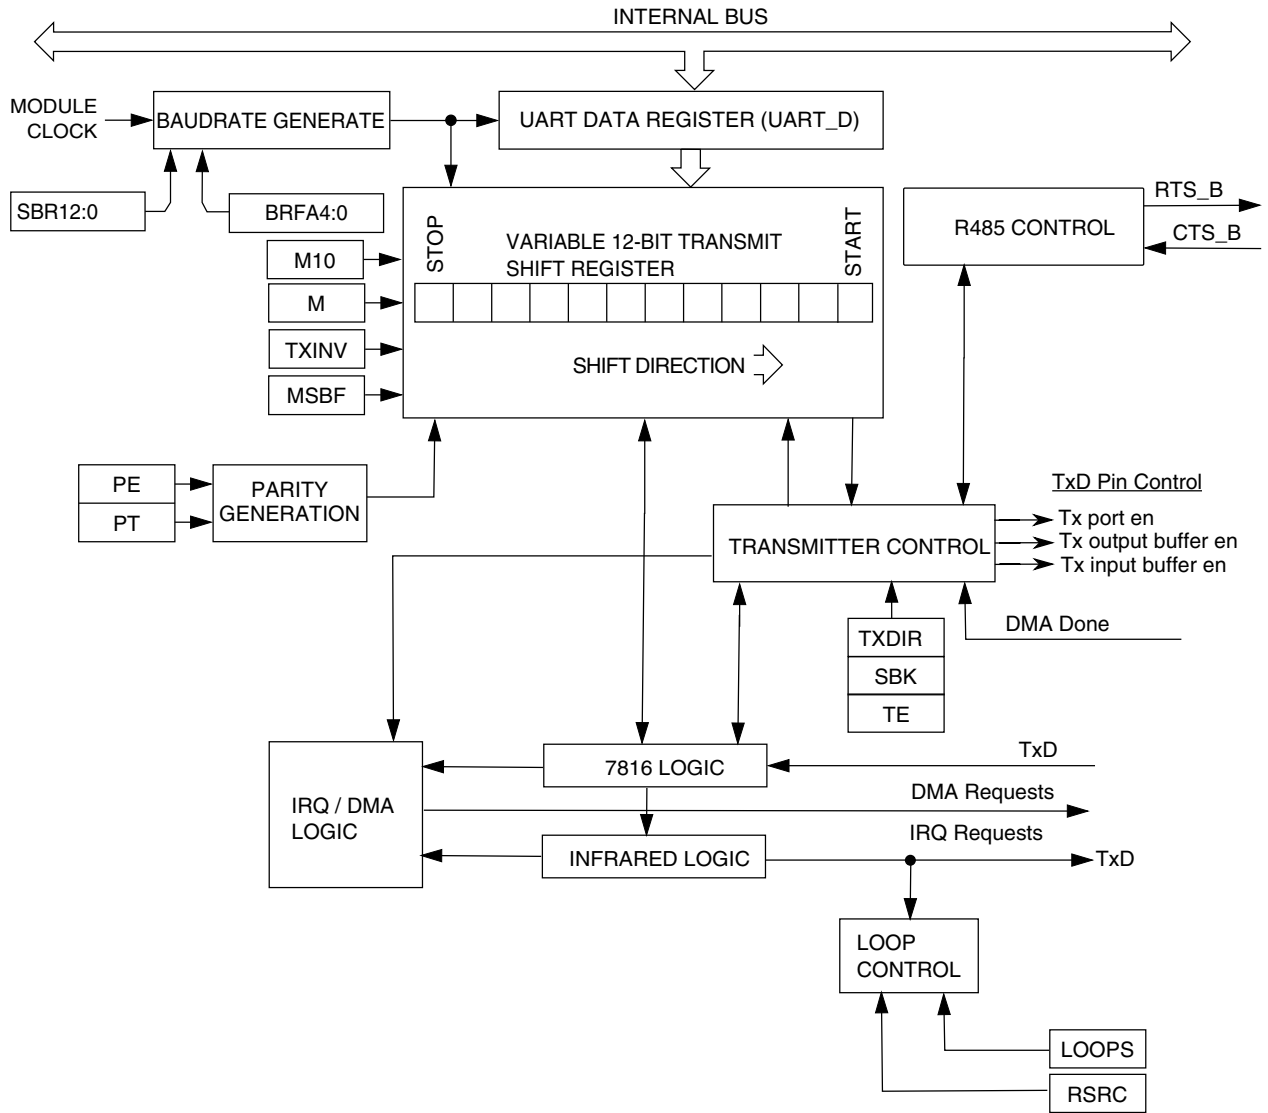 INTERNAL BUS
MODULE
CLOCK
BAUDRATE GENERATE
UART DATA REGISTER (UART_D)
SBR12:0
BRFA4:0
RTS_B
R485 CONTROL
CTS_B
STOP
VARIABLE 12-BIT TRANSMIT
SHIFT REGISTER
START
M10
M
TXINV
SHIFT DIRECTION
MSBF
PE
PT
PARITY
GENERATION
TxD Pin Control
Tx port en
TRANSMITTER CONTROL
Tx output buffer en
Tx input buffer en
DMA Done
TXDIR
SBK
TE
7816 LOGIC
TxD
IRQ / DMA
LOGIC
DMA Requests
IRQ Requests
INFRARED LOGIC
TxD
LOOP
CONTROL
LOOPS
RSRC